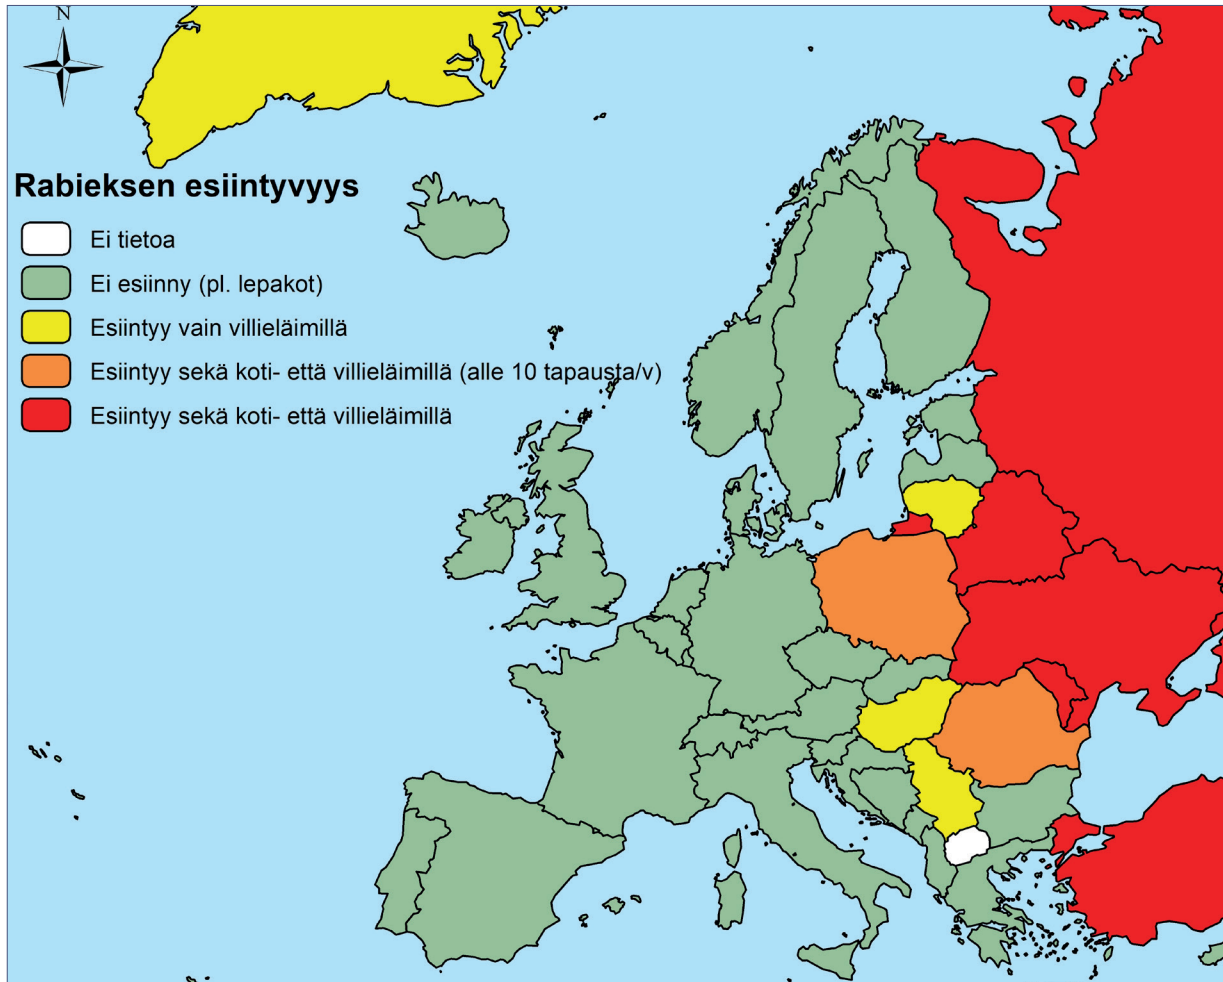 N
Rabieksen esiintyvyys
Ei tietoa
Ei esiinny (pl. lepakot)
Esiintyy vain villieläimillä
Esiintyy sekä koti- että villieläimillä (alle 10 tapausta/v)
Esiintyy sekä koti- että villieläimillä